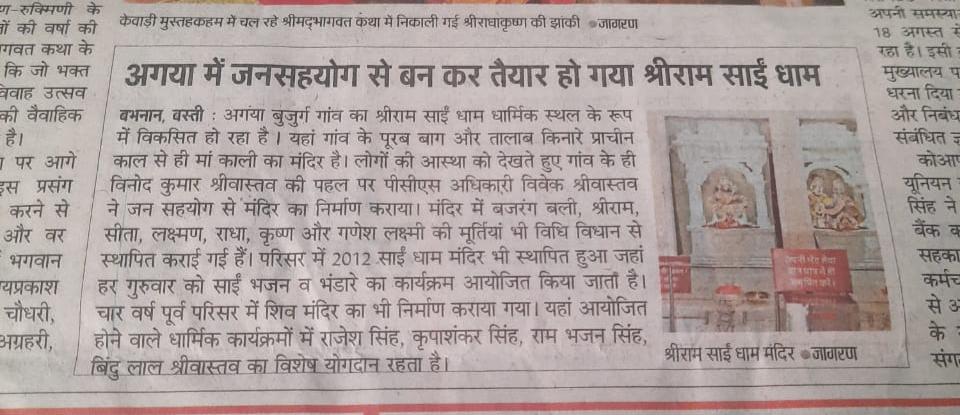 ण-रुक्मिणी के
ों की वर्षा की
गवत कथा के
कि जो भक्त
विवाह उत्सव
की वैवाहिक
है।
पर आगे
इस प्रसंग
करने से
और वर
भगवान
यप्रकाश
चौधरी,
अग्रहरी,
केवाड़ी मुस्तहकहम में चल रहे श्रीमद्भागवत कथा में निकाली गई श्रीराधाकृष्ण की झांकी ● जागरण
अगया में जनसहयोग से बन कर तैयार हो गया श्रीराम साईं धाम
बभनान, बस्ती : अगया बुजुर्ग गांव का श्रीराम साईं धाम धार्मिक स्थल के रूप
में विकसित हो रहा है । यहां गांव के पूरब बाग और तालाब किनारे प्राचीन
काल से ही मां काली का मंदिर है। लोगों की आस्था को देखते हुए गांव के ही
विनोद कुमार श्रीवास्तव की पहल पर पीसीएस अधिकारी विवेक श्रीवास्तव
ने जन सहयोग से मंदिर का निर्माण कराया। मंदिर में बजरंग बली, श्रीराम,
सीता, लक्ष्मण, राधा, कृष्ण और गणेश लक्ष्मी की मूर्तियां भी विधि विधान से
स्थापित कराई गई हैं। परिसर में 2012 साईं धाम मंदिर भी स्थापित हुआ जहां
हर गुरुवार को साईं भजन व भंडारे का कार्यक्रम आयोजित किया जाता है।
चार वर्ष पूर्व परिसर में शिव मंदिर का भी निर्माण कराया गया। यहां आयोजित
होने वाले धार्मिक कार्यक्रमों में राजेश सिंह, कृपाशंकर सिंह, राम भजन सिंह,
बिंदु लाल श्रीवास्तव का विशेष योगदान रहता है।
श्रीराम साईं धाम मंदिर ● जागरण
अपनी समस्या
18 अगस्त से
रहा है। इसी
मुख्यालय प
धरना दिया
और निबंध
संबंधित ज्ञ
कोआप
यूनियन
सिंह ने
बैंक क
सहका
कर्मच
से अ
के
संग